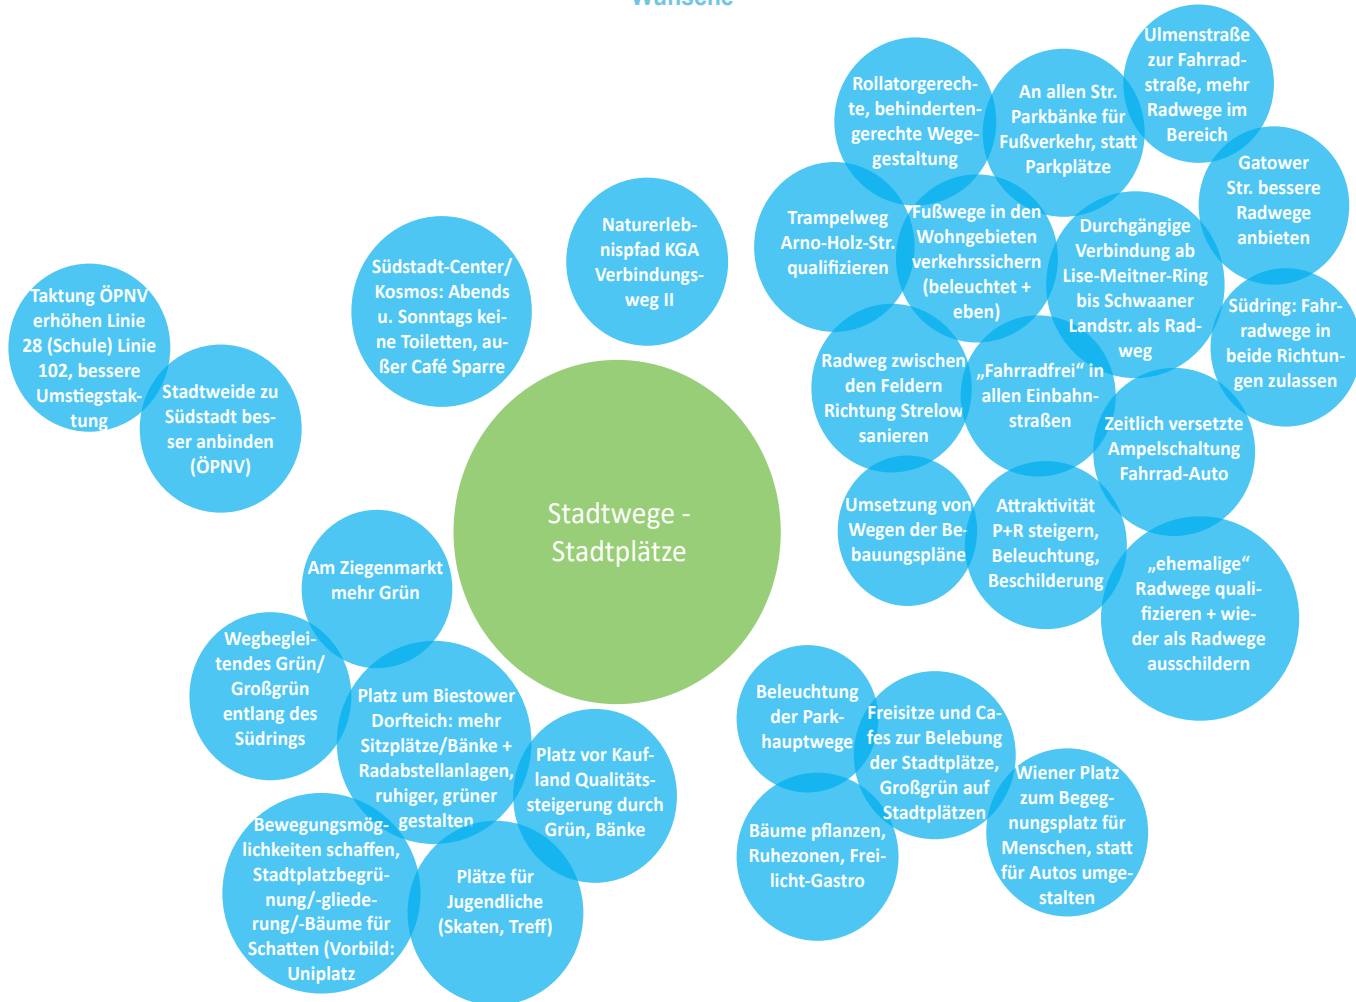 Wünsche
Ulmenstraße
zur Fahrrad-
straße, mehr
Radwege im
Bereich
Rollatorgerech-
te, behinderten-
gerechte Wege-
gestaltung
An allen Str.
Parkbänke für
Fußverkehr, statt
Parkplätze
Gatower
Str. bessere
Radwege
anbieten
Naturerleb-
nispfad KGA
Verbindungs-
weg II
Trampelweg
Arno-Holz-Str.
qualifizieren
Fußwege in den
Wohngebieten
verkehrssichern
(beleuchtet +
eben)
Durchgängige
Verbindung ab
Lise-Meitner-Ring
bis Schwaaner
Landstr. als Rad-
weg
Südstadt-Center/
Kosmos: Abends
u. Sonntags kei-
ne Toiletten, au-
ßer Café Sparre
Taktung ÖPNV
erhöhen Linie
28 (Schule) Linie
102, bessere
Umstiegstak-
tung
Stadtweide zu
Südstadt bes-
ser anbinden
(ÖPNV)
Südring: Fahr-
radwege in
beide Richtun-
gen zulassen
Radweg zwischen
den Feldern
Richtung Strelow
sanieren
„Fahrradfrei“ in
allen Einbahn-
straßen
Zeitlich versetzte
Ampelschaltung
Fahrrad-Auto
Stadtwege -
Stadtplätze
Umsetzung von
Wegen der Be-
bauungspläne
Attraktivität
P+R steigern,
Beleuchtung,
Beschilderung
„ehemalige“
Radwege quali-
fizieren + wie-
der als Radwege
ausschildern
Am Ziegenmarkt
mehr Grün
Wegbeglei-
tendes Grün/
Großgrün
entlang des
Südrings
Platz um Biestower
Dorfteich: mehr
Sitzplätze/Bänke +
Radabstellanlagen,
ruhiger, grüner
gestalten
Platz vor Kauf-
land Qualitäts-
steigerung durch
Grün, Bänke
Bewegungsmög-
lichkeiten schaffen,
Stadtplatzbegrü-
nung/-gliede-
rung/-Bäume für
Schatten (Vorbild:
Uniplatz
Plätze für
Jugendliche
(Skaten, Treff)
Beleuchtung
der Park-
hauptwege
Freisitze und Ca-
fes zur Belebung
der Stadtplätze,
Großgrün auf
Stadtplätzen
Bäume pflanzen,
Ruhezonen, Frei-
licht-Gastro
Wiener Platz
zum Begeg-
nungsplatz für
Menschen, statt
für Autos umge-
stalten